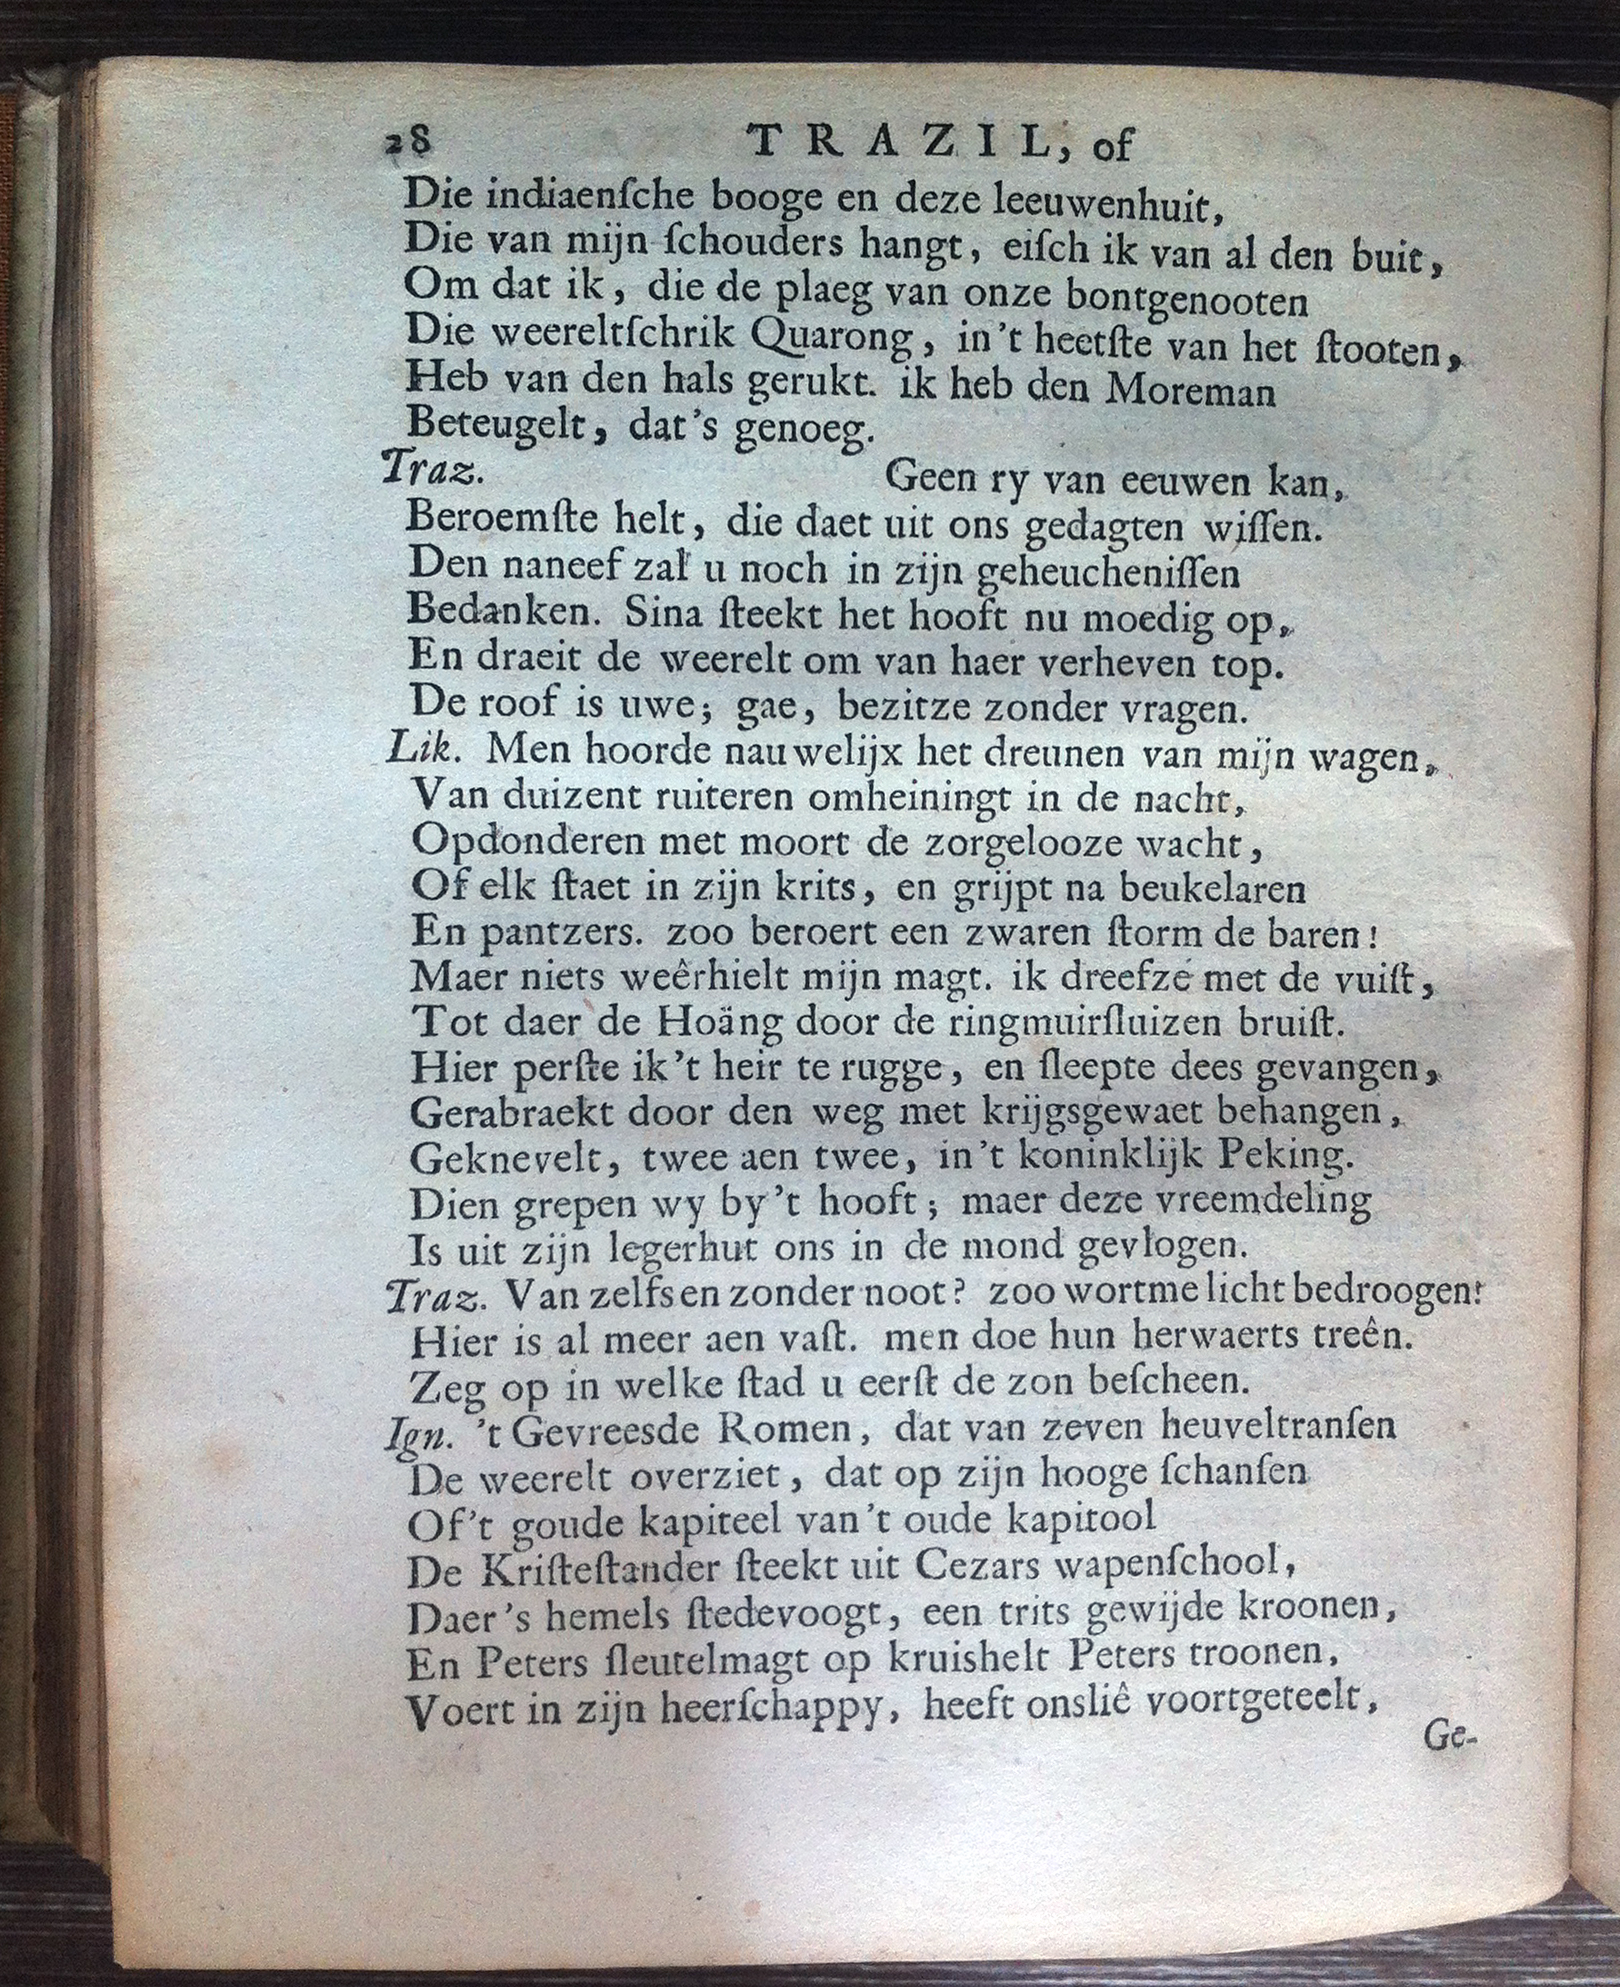 28 TRAZIL, of
Die indiaenſche booge en deze leeuwenhuit,
Die van mijn ſchouders hangt, eiſch ik van al den buit,
Om dat ik, die de plaeg van onze bontgenooten
Die weereltſchrik Quarong, in't heetſte van het ſtooten,
Heb van den hals gerukt. ik heb den Moreman
Beteugelt, dat's genoeg.
Traz. Geen ry van eeuwen kan,
Beroemſte helt, die daet uit ons gedagten wiſſen.
Den naneef zal u noch in zijn geheucheniſſen
Bedanken. Sina ſteekt het hooft nu moedig op,
En draeit de weerelt om van haer verheven top.
De roof is uwe; gae, bezitze zonder vragen.
Lik. Men hoorde nauwelijx het dreunen van mijn wagen,
Van duizent ruiteren omheiningt in de nacht,
Opdonderen met moort de zorgelooze wacht,
Of elk ſtaet in zijn krits, en grijpt na beukelaren
En pantzers. zoo beroert een zwaren ſtorm de baren!
Maer niets weêrhielt mijn magt. ik dreefze met de vuiſt,
Tot daer de Hoäng door de ringmuirſluizen bruiſt.
Hier perſte ik 't heir te rugge, en ſleepte dees gevangen,
Gerabraekt door den weg met krijgsgewaet behangen,
Geknevelt, twee aen twee, in't koninklijk Peking.
Dien grepen wy by't hooft; maer deze vreemdeling
Is uit zijn legerhut ons in de mond gevlogen.
Traz. Van zelfs en zonder noot? zoo wortme licht bedroogen!
Hier is al meer aen vaſt. men doe hun herwaerts treên.
Zeg op in welke ſtad u eerſt de zon beſcheen.
Ign. 't Gevreesde Romen, dat van zeven heuveltranſen
De weerelt overziet, dat op zijn hooge ſchanſen
Of't goude kapiteel van't oude kapitool
De Kriſteſtander ſteekt uit Cezars wapenſchool,
Daer 's hemels ſtedevoogt, een trits gewijde kroonen,
En Peters ſleutelmagt op kruishelt Peters troonen,
Voert in zijn heerſchappy, heeft onsliê voortgeteelt,
Ge-